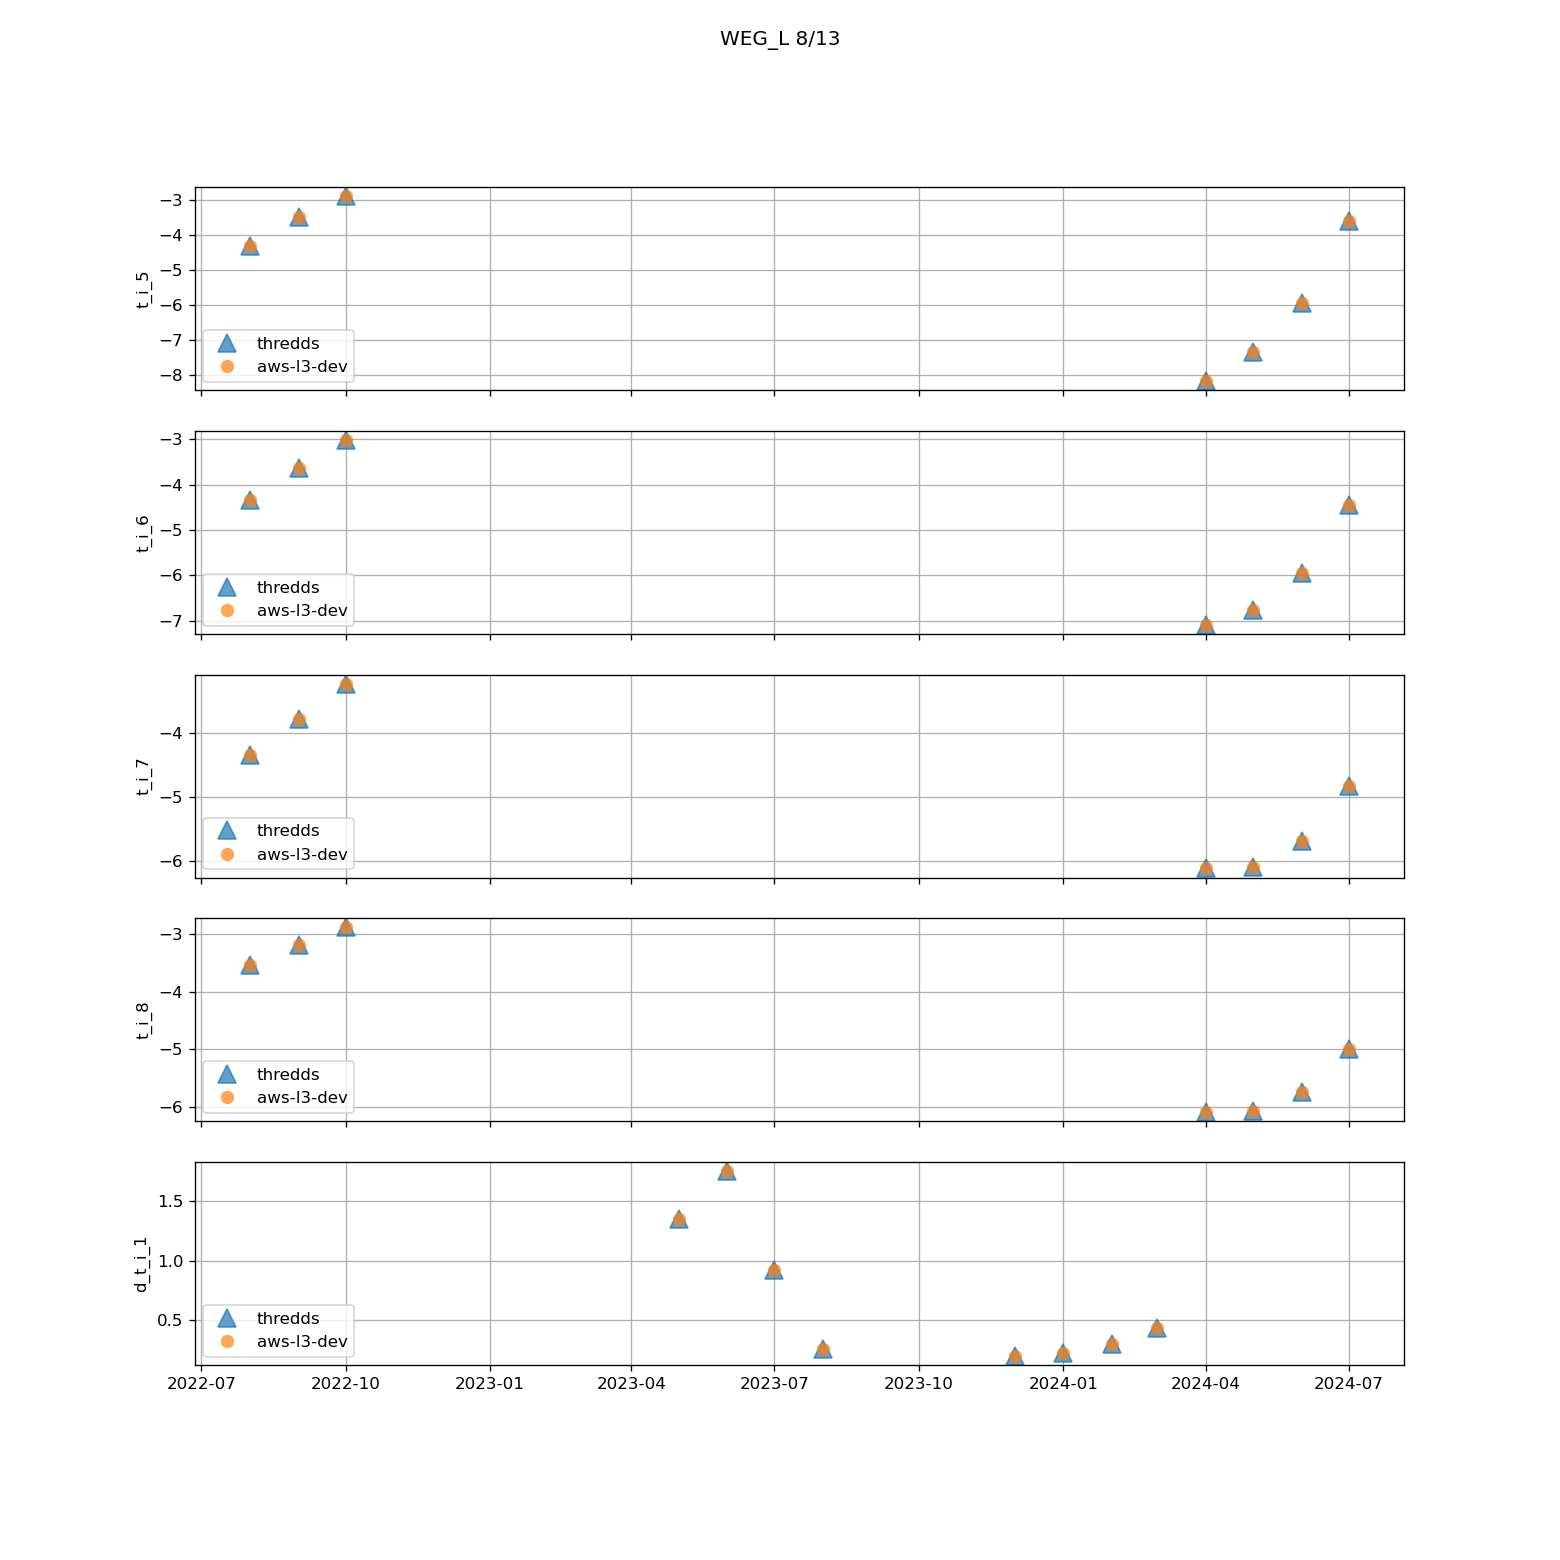 WEG_L 8/13
t_i_5
−3
−4
−5
−6
−7
−8
thredds
aws-l3-dev
t_i_6
−3
−4
−5
−6
−7
thredds
aws-l3-dev
t_i_7
−4
−5
−6
thredds
aws-l3-dev
t_i_8
−3
−4
−5
−6
thredds
aws-l3-dev
d_t_i_1
1.5
1.0
0.5
thredds
aws-l3-dev
2022-07 2022-10 2023-01 2023-04 2023-07 2023-10 2024-01 2024-04 2024-07